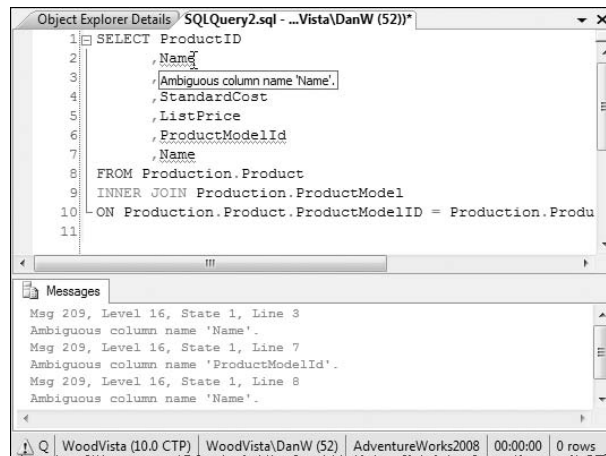 Object Explorer Details SQLQuery2.sql - ...Vista\DanW (52))*
1 SELECT ProductID
2 ,Name
3 , Ambiguous column name 'Name'.
4 ,StandardCost
5 ,ListPrice
6 ,ProductModelId
7 ,Name
8 FROM Production.Product
9 INNER JOIN Production.ProductModel
10 ON Production.Product.ProductModelID = Production.Produ
11
Messages
Msg 209, Level 16, State 1, Line 3
Ambiguous column name 'Name'.
Msg 209, Level 16, State 1, Line 7
Ambiguous column name 'ProductModelId'.
Msg 209, Level 16, State 1, Line 8
Ambiguous column name 'Name'.
Q WoodVista (10.0 CTP) WoodVista\DanW (52) AdventureWorks2008 00:00:00 0 rows